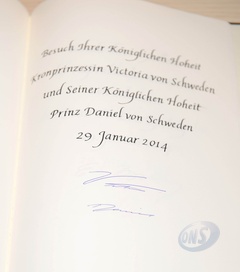 Besuch Ihrer Königlichen Hoheit
Kronprinzessin Victoria von Schweden
und Seiner Königlichen Hoheit
Prinz Daniel von Schweden
29 Januar 2014
ONS